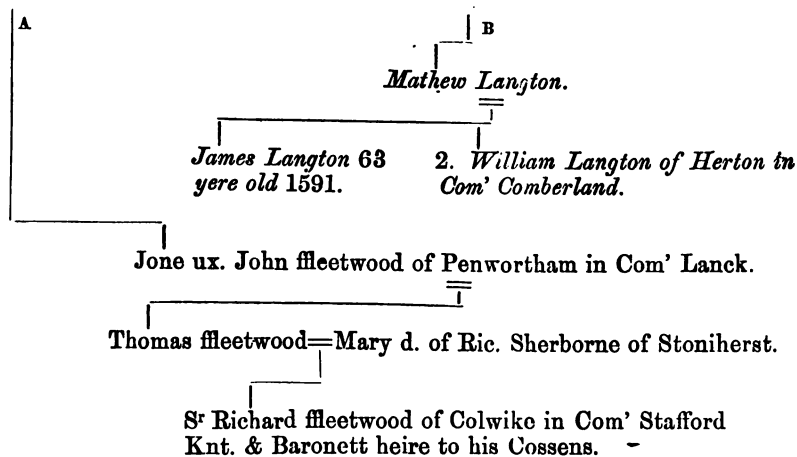 A
B
Mathew Langton.
James Langton 63
yere old 1591.
2. William Langton of Herton in
Com' Comberland.
Jone ux. John ffleetwood of Penwortham in Com' Lanck.
Thomas ffleetwood=Mary d. of Ric. Sherborne of Stoniherst.
Sʳ Richard ffleetwood of Colwike in Com' Stafford
Knt. & Baronett heire to his Cossens.